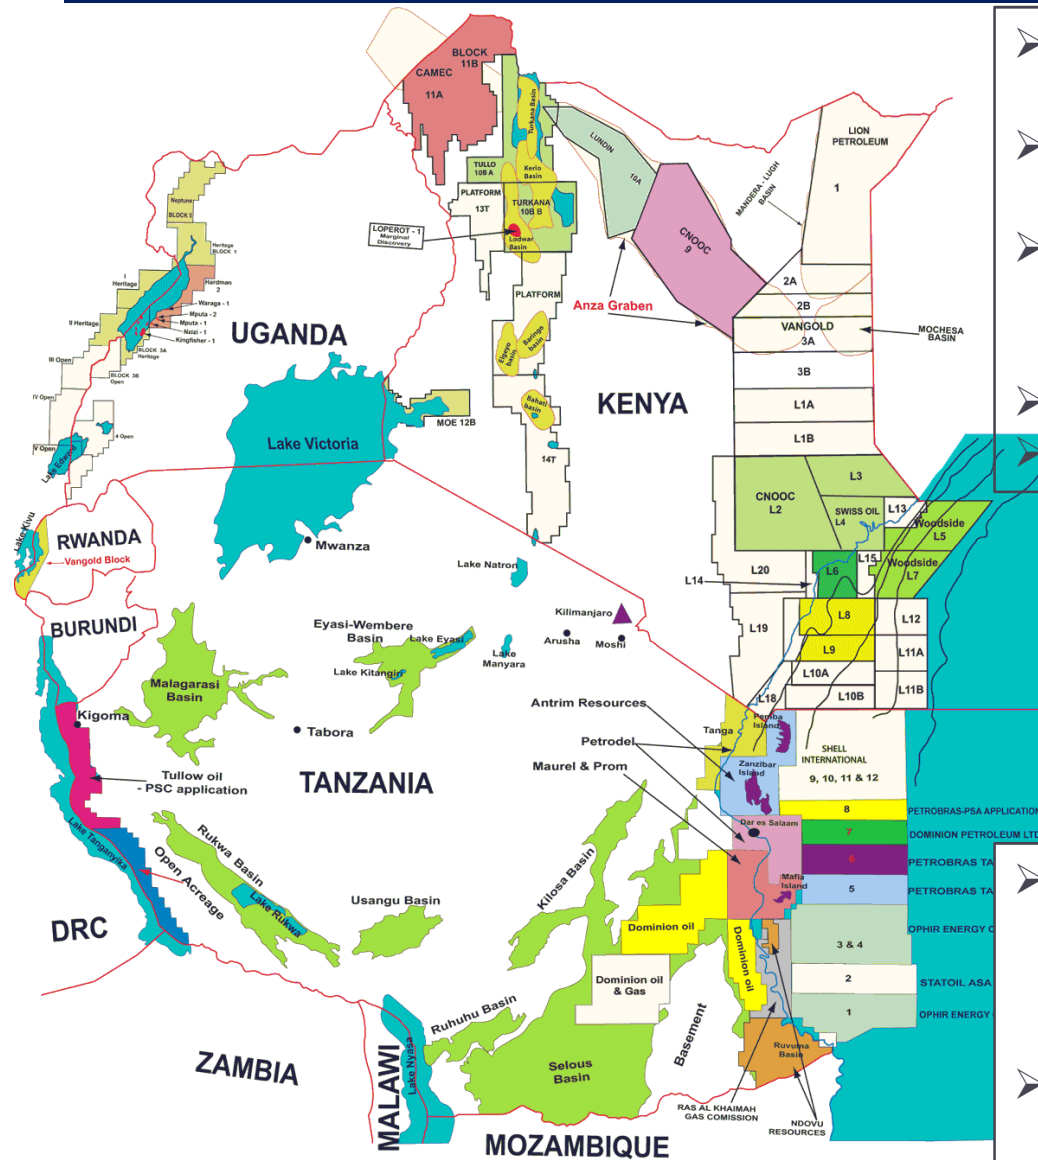 BLOCK
11B
CAMEC
11A
LION
PETROLEUM
1
Turkana Basin
LUNDIN
10A
TULLO
10B A
Kerio
Basin
PLATFORM
13T
TURKANA
10B B
MANDERA - LUGH
BASIN
Neptune
BLOCK 5
LOPEROT - 1
Marginal
Discovery
Lodwar
Basin
CNOOC
9
Heritage
BLOCK 1
I
Heritage
Hardman
2
2A
PLATFORM
Waraga - 1
Mputa - 2
Mputa - 1
Naizi - 1
Kingfisher - 1
Anza Graben
2B
II Heritage
UGANDA
VANGOLD
3A
MOCHESA
BASIN
Elgeyo
basin
Baringo
basin
BLOCK 3A
Heritage
III Open
BLOCK 3B
Open
3B
IV Open
KENYA
Bahati
basin
L1A
MOE 12B
4 Open
V Open
Lake Victoria
L1B
Lake Edward
14T
L3
CNOOC
L2
SWISS OIL
L4
L13
Woodside
L5
Lake Kivu
RWANDA
Vangold Block
Mwanza
Lake Natron
L15
L6
Woodside
L7
L20
L14
Kilimanjaro
L8
L12
BURUNDI
Eyasi-Wembere
Basin
Lake Eyasi
Arusha
Moshi
L19
L9
L11A
Lake
Manyara
Lake Kitangiri
L10A
Malagarasi
Basin
L10B
L11B
L18
Antrim Resources
Kigoma
Tabora
Tanga
Pemba
Island
Petrodel
SHELL
INTERNATIONAL
9, 10, 11 & 12
Zanzibar
Island
Maurel & Prom
Tullow oil
- PSC application
TANZANIA
8
PETROBRAS-PSA APPLICATION
Dar es Salaam
7
DOMINION PETROLEUM LTD
Lake Tanganyika
Open Acreage
Rukwa Basin
Kilosa Basin
6
PETROBRAS TA
Mafia
Island
5
PETROBRAS TA
Lake Rukwa
Usangu Basin
DRC
Dominion oil
Dominion oil
OPHIR ENERGY C
3 & 4
Dominion oil
& Gas
2
STATOIL ASA
Ruhuhu Basin
1
OPHIR ENERGY
Basement
Ruvuma
Basin
ZAMBIA
MALAWI
Lake Nyasa
Selous
Basin
RAS AL KHAIMAH
GAS COMISSION
NDOVU
RESOURCES
MOZAMBIQUE